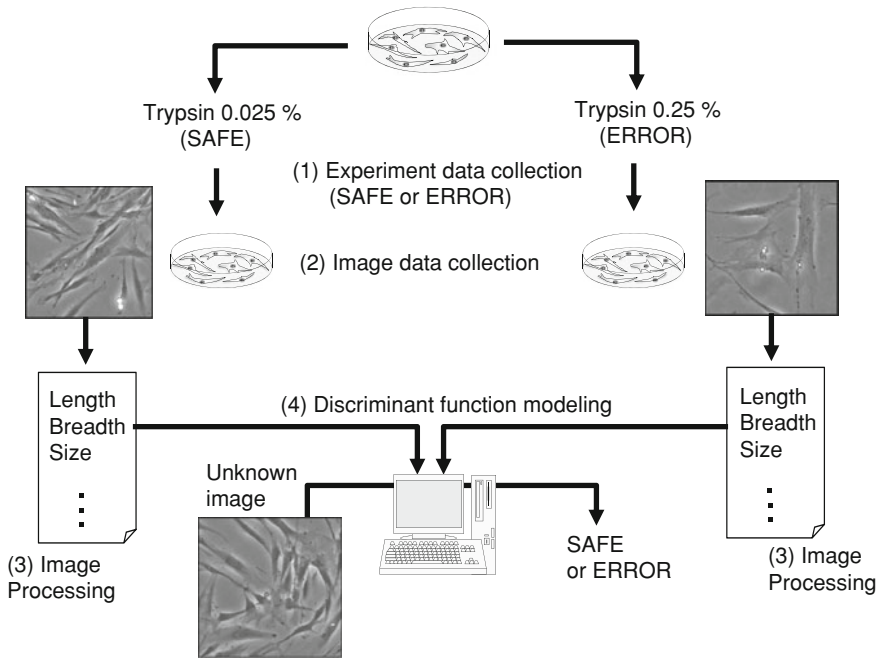 Trypsin 0.025 %
(SAFE)
Trypsin 0.25 %
(ERROR)
(1) Experiment data collection
(SAFE or ERROR)
(2) Image data collection
Length
Breadth
Size
(4) Discriminant function modeling
Length
Breadth
Size
Unknown
image
SAFE
or ERROR
(3) Image
Processing
(3) Image
Processing